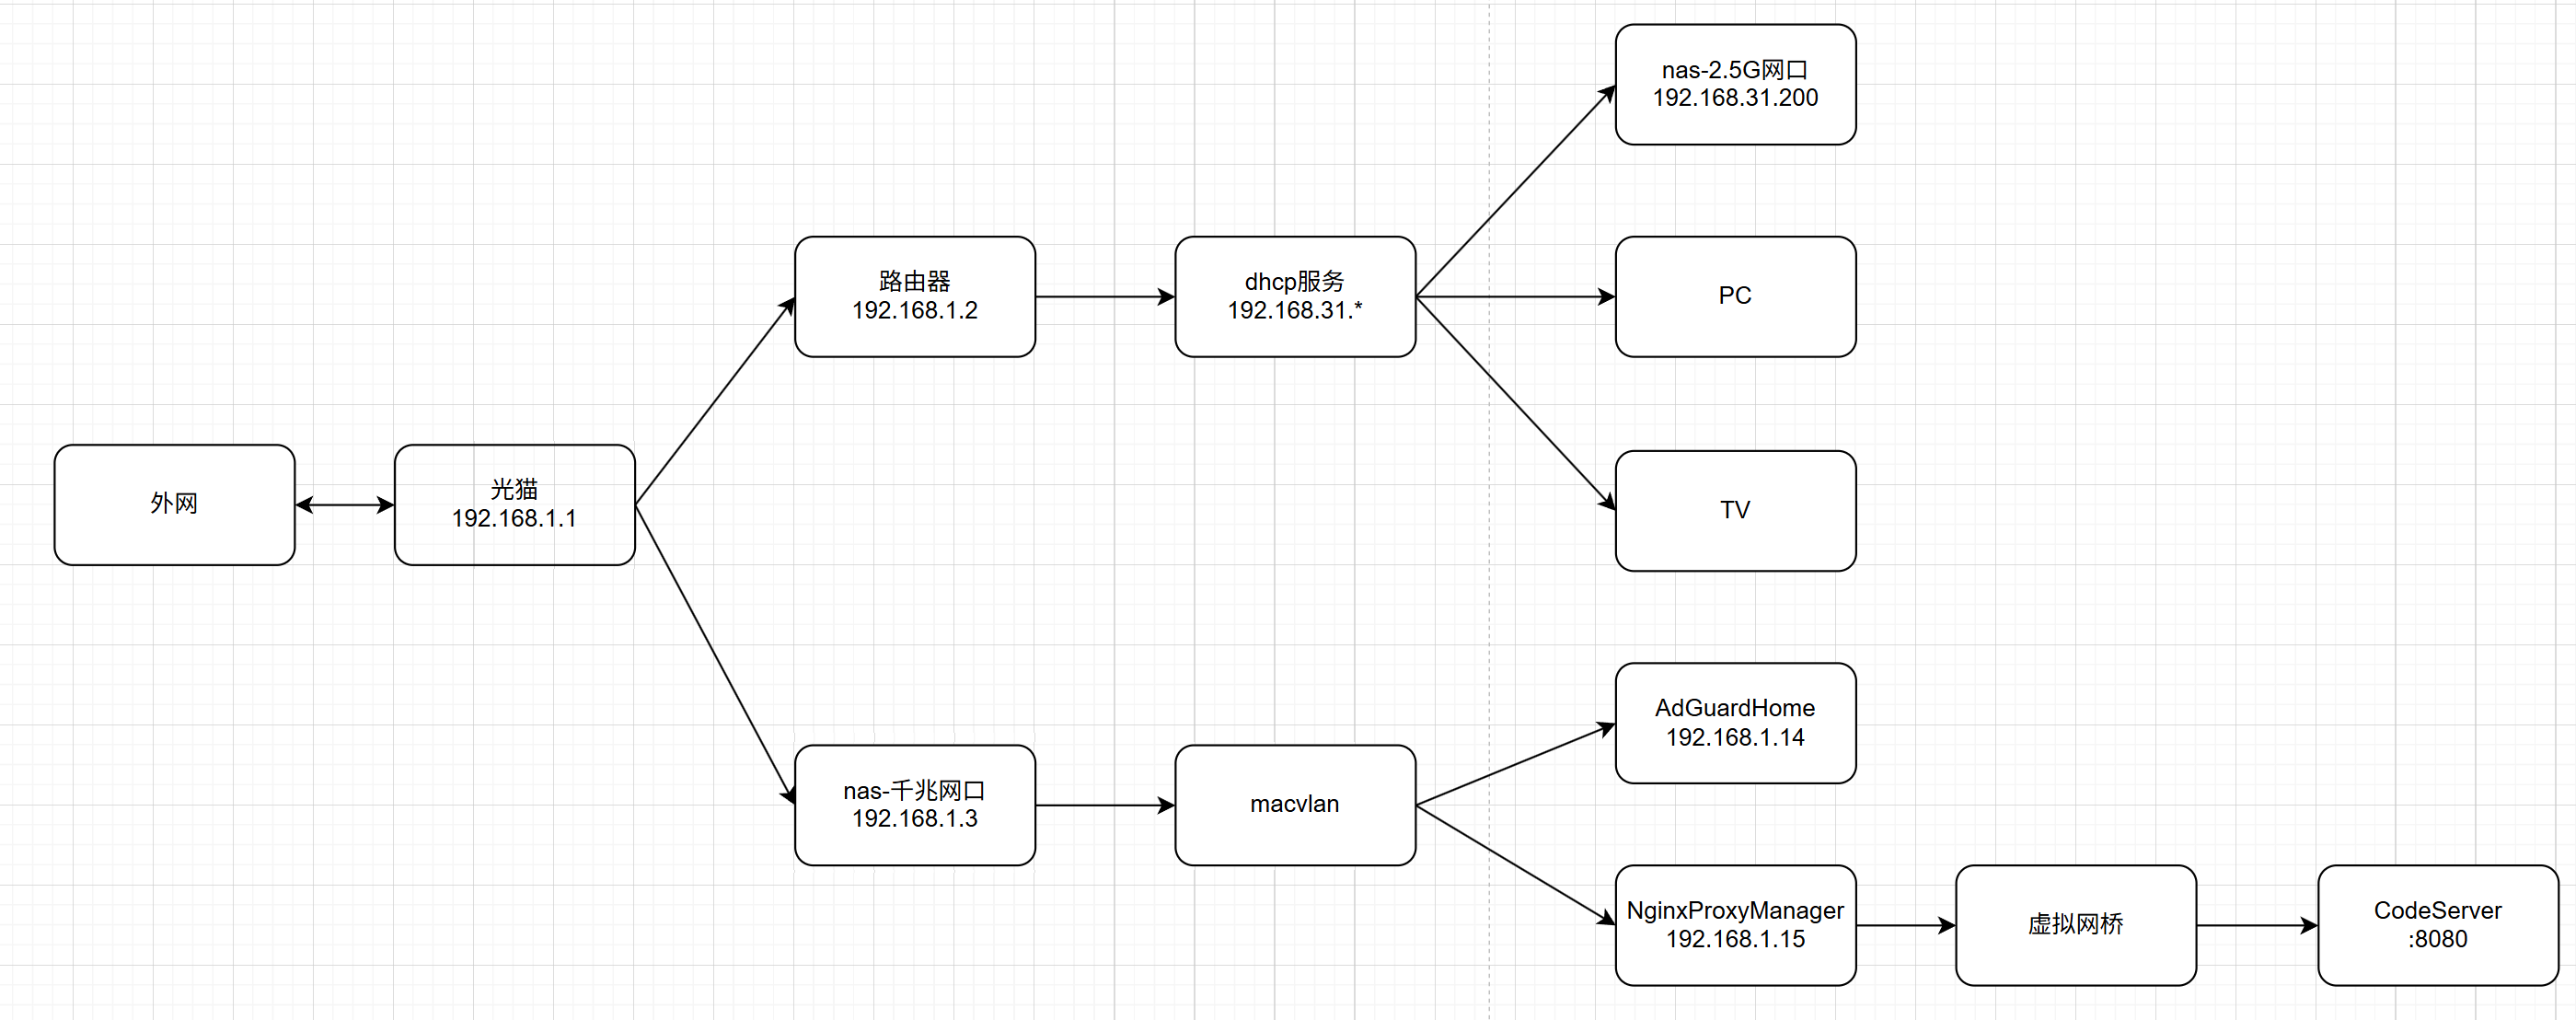 nas-2.5G网口
192.168.31.200
路由器
192.168.1.2
dhcp服务
192.168.31.*
PC
外网
光猫
192.168.1.1
TV
nas-千兆网口
192.168.1.3
macvlan
AdGuardHome
192.168.1.14
NginxProxyManager
192.168.1.15
虚拟网桥
CodeServer
:8080